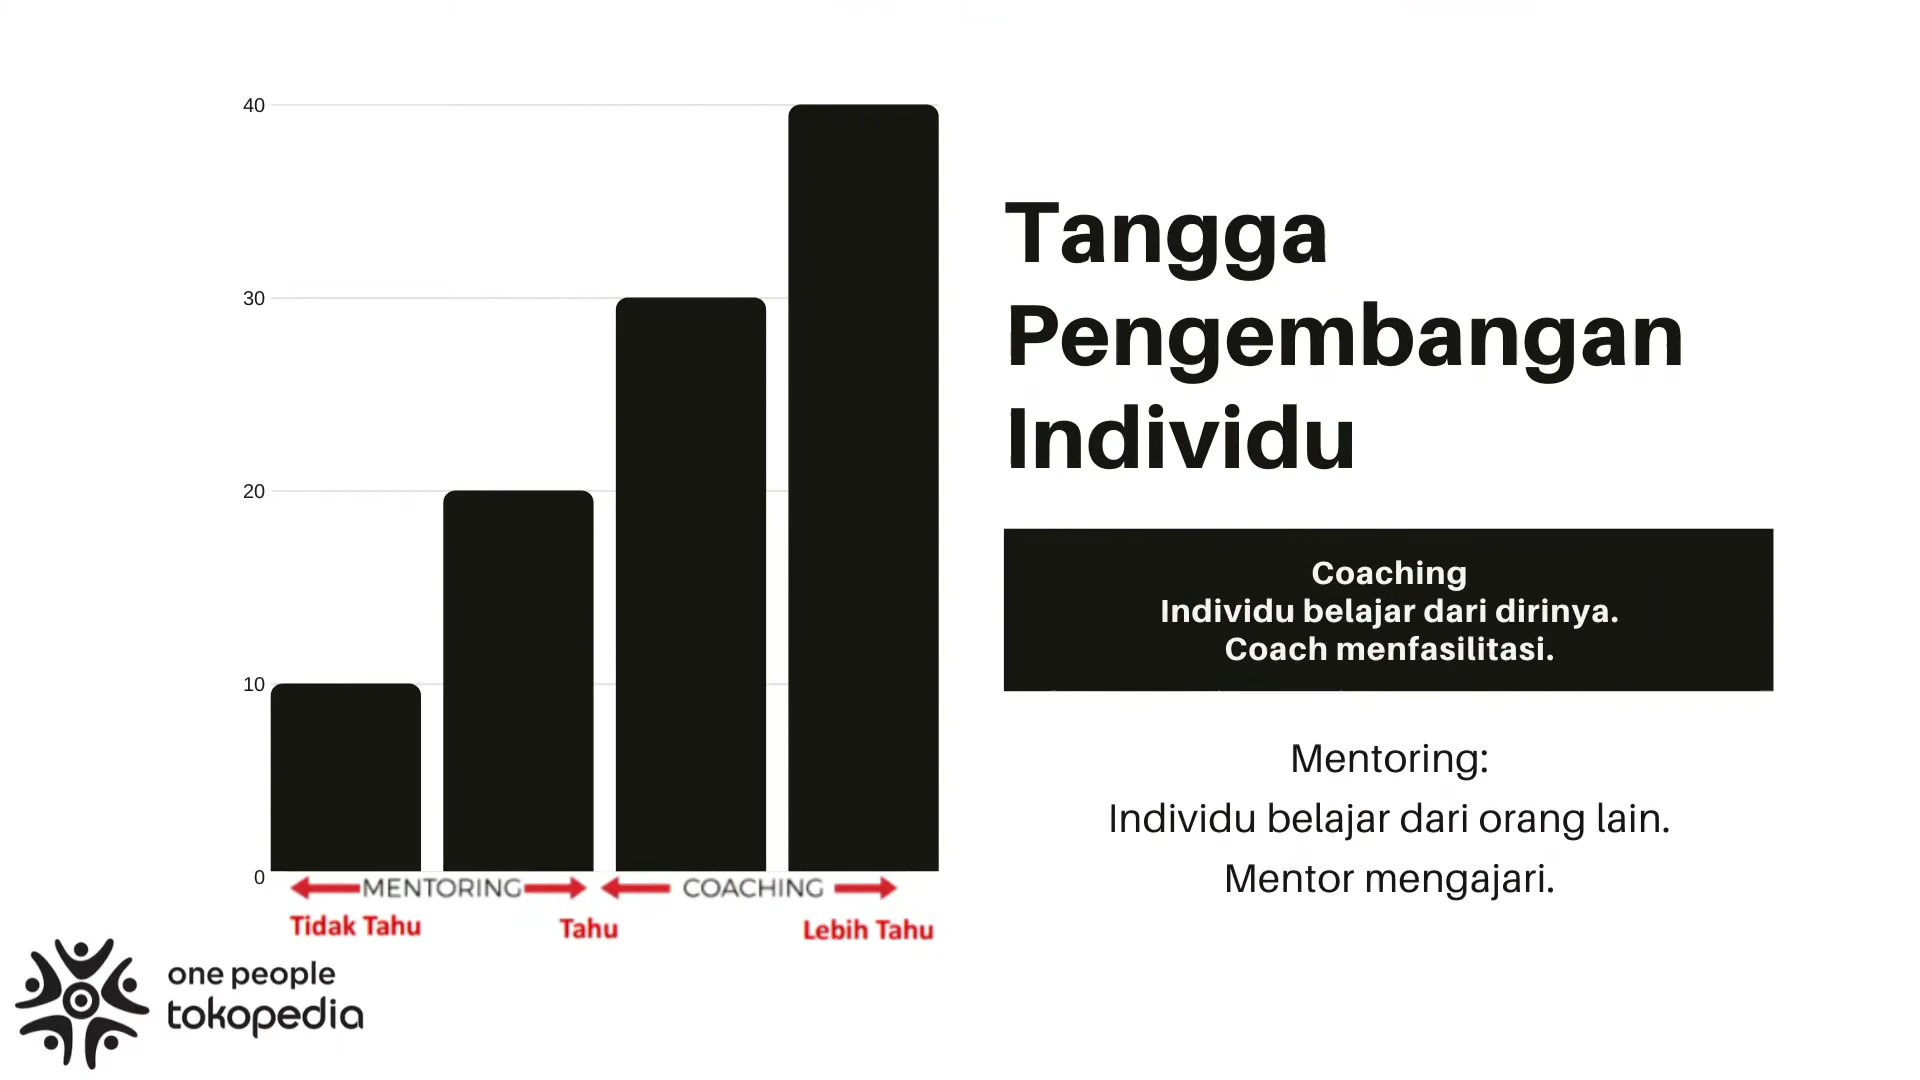 40
30
20
10
0
MENTORING
COACHING
Tidak Tahu
Tahu
Lebih Tahu
Tangga
Pengembangan
Individu
Coaching
Individu belajar dari dirinya.
Coach menfasilitasi.
Mentoring:
Individu belajar dari orang lain.
Mentor mengajari.
one people
tokopedia